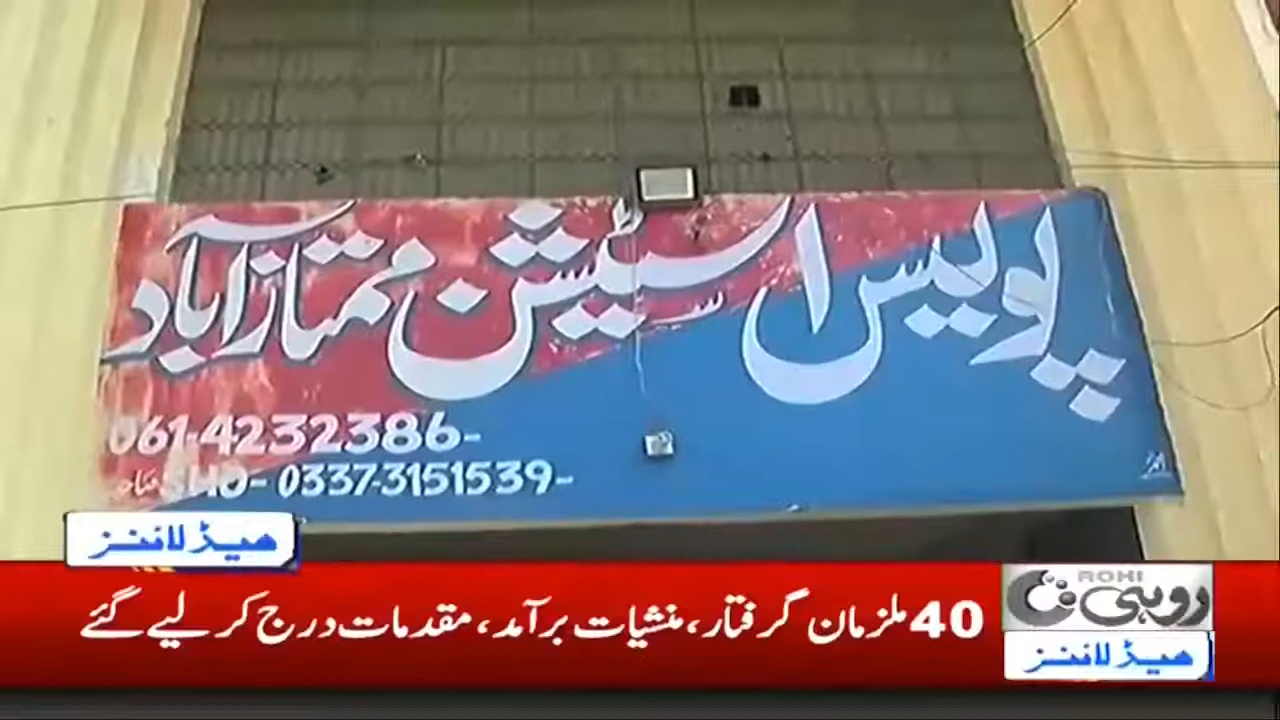 پولیس اسٹیشن ممتاز آباد
061-4232386-
SHO- 0337-3151539-
ہیڈ لائنز
40 ملزمان گرفتار، منشیات برآمد، مقدمات درج کر لیے گئے
ROHI
روہی
ہیڈ لائنز